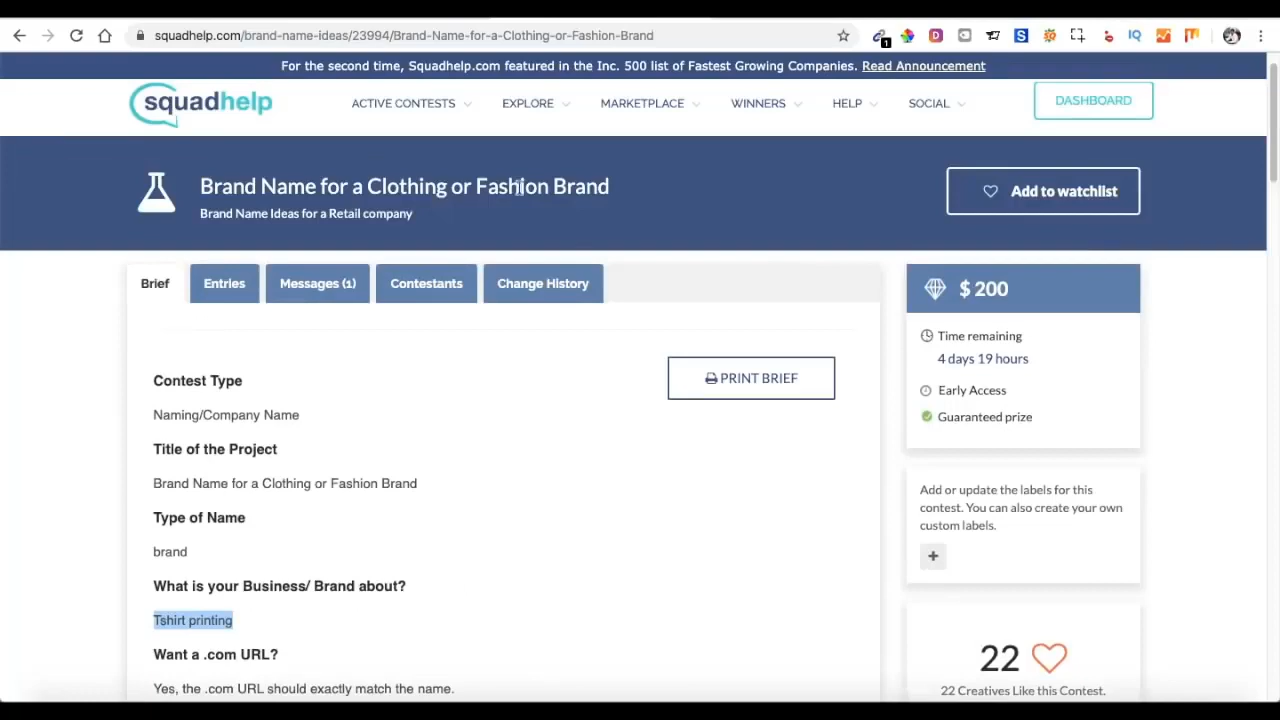 squadhelp.com/brand-name-ideas/23994/Brand-Name-for-a-Clothing-or-Fashion-Brand
1
For the second time, Squadhelp.com featured in the Inc. 500 list of Fastest Growing Companies. Read Announcement
squadhelp
ACTIVE CONTESTS
EXPLORE
MARKETPLACE
WINNERS
HELP
SOCIAL
DASHBOARD
Brand Name for a Clothing or Fashion Brand
Brand Name Ideas for a Retail company
Add to watchlist
Brief
Entries
Messages (1)
Contestants
Change History
PRINT BRIEF
Contest Type
Naming/Company Name
Title of the Project
Brand Name for a Clothing or Fashion Brand
Type of Name
brand
What is your Business/ Brand about?
Tshirt printing
Want a .com URL?
Yes, the .com URL should exactly match the name.
$ 200
Time remaining
4 days 19 hours
Early Access
Guaranteed prize
Add or update the labels for this
contest. You can also create your own
custom labels.
+
22
22 Creatives Like this Contest.